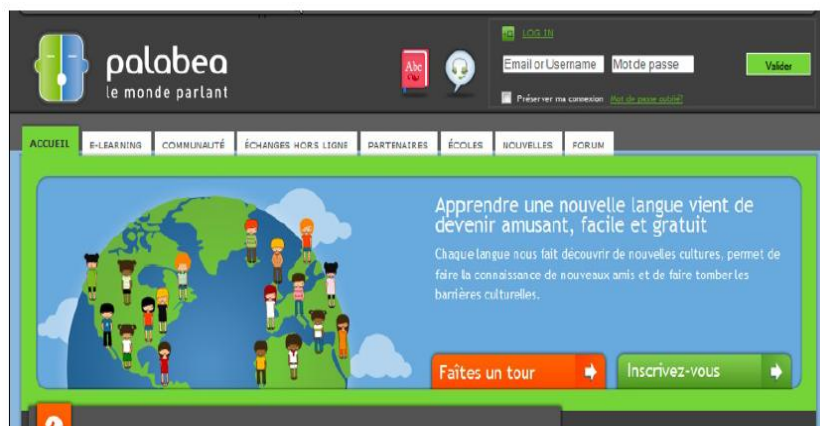 palabea
le monde parlant
Abc
LOG IN
Email or Username
Mot de passe
Valider
Préserver ma connexion
Mot de passe oublié?
ACCUEIL
E-LEARNING
COMMUNAUTÉ
ÉCHANGES HORS LIGNE
PARTENAIRES
ÉCOLES
NOUVELLES
FORUM
Apprendre une nouvelle langue vient de
devenir amusant, facile et gratuit
Chaque langue nous fait découvrir de nouvelles cultures, permet de
faire la connaissance de nouveaux amis et de faire tomber les
barrières culturelles.
Faîtes un tour
Inscrivez-vous